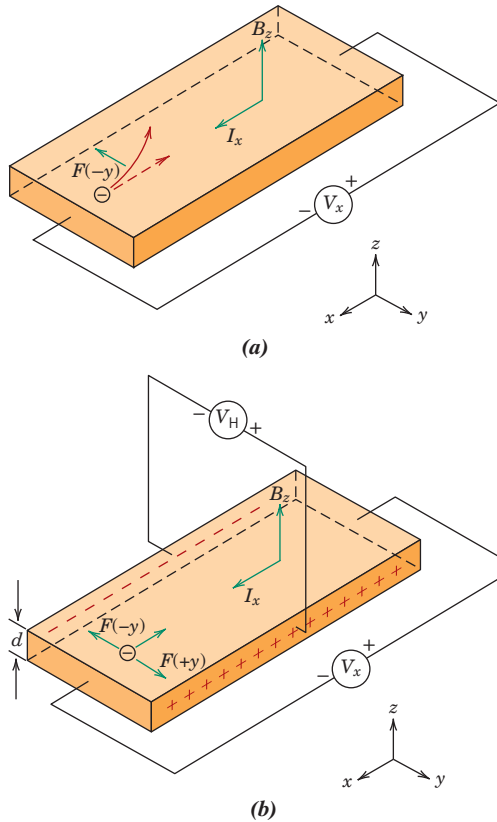 B_z
I_x
F(−y)
−
− V_x +
z
x y
(a)
− V_H +
B_z
I_x
F(−y)
−
F(+y)
d
− V_x +
z
x y
(b)